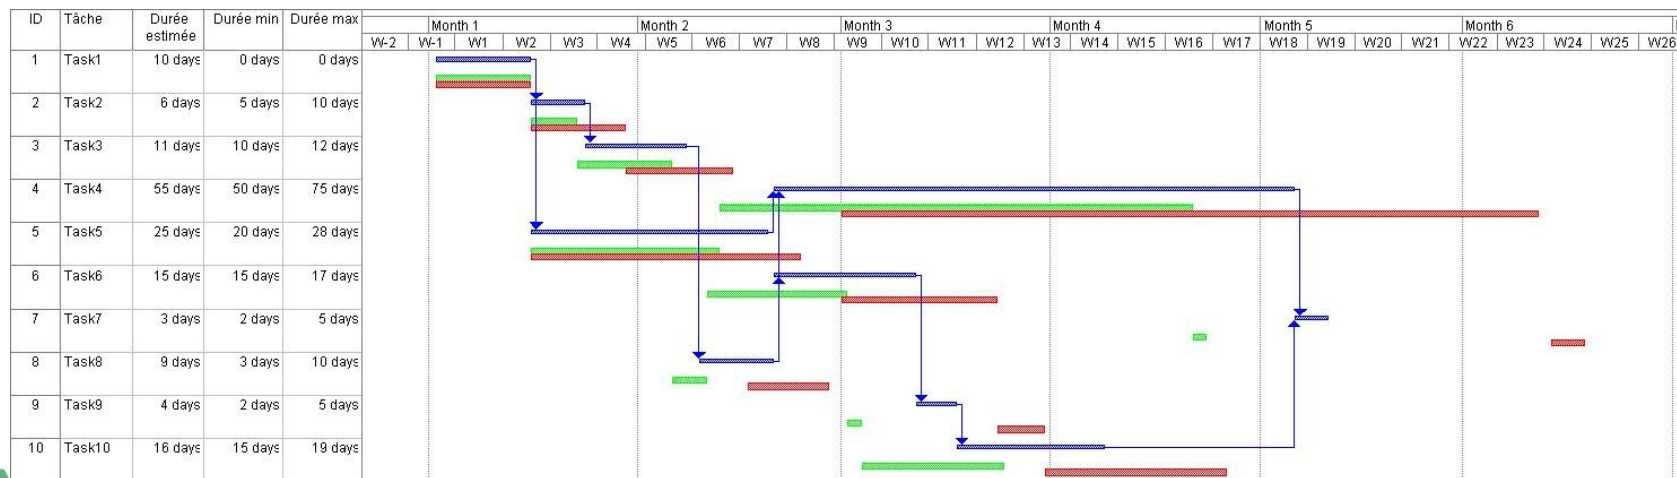 ID Tâche Durée estimée Durée min Durée max
Month 1 Month 2 Month 3 Month 4 Month 5 Month 6
W-2 W-1 W1 W2 W3 W4 W5 W6 W7 W8 W9 W10 W11 W12 W13 W14 W15 W16 W17 W18 W19 W20 W21 W22 W23 W24 W25 W26
1 Task1 10 days 0 days 0 days
2 Task2 6 days 5 days 10 days
3 Task3 11 days 10 days 12 days
4 Task4 55 days 50 days 75 days
5 Task5 25 days 20 days 28 days
6 Task6 15 days 15 days 17 days
7 Task7 3 days 2 days 5 days
8 Task8 9 days 3 days 10 days
9 Task9 4 days 2 days 5 days
10 Task10 16 days 15 days 19 days